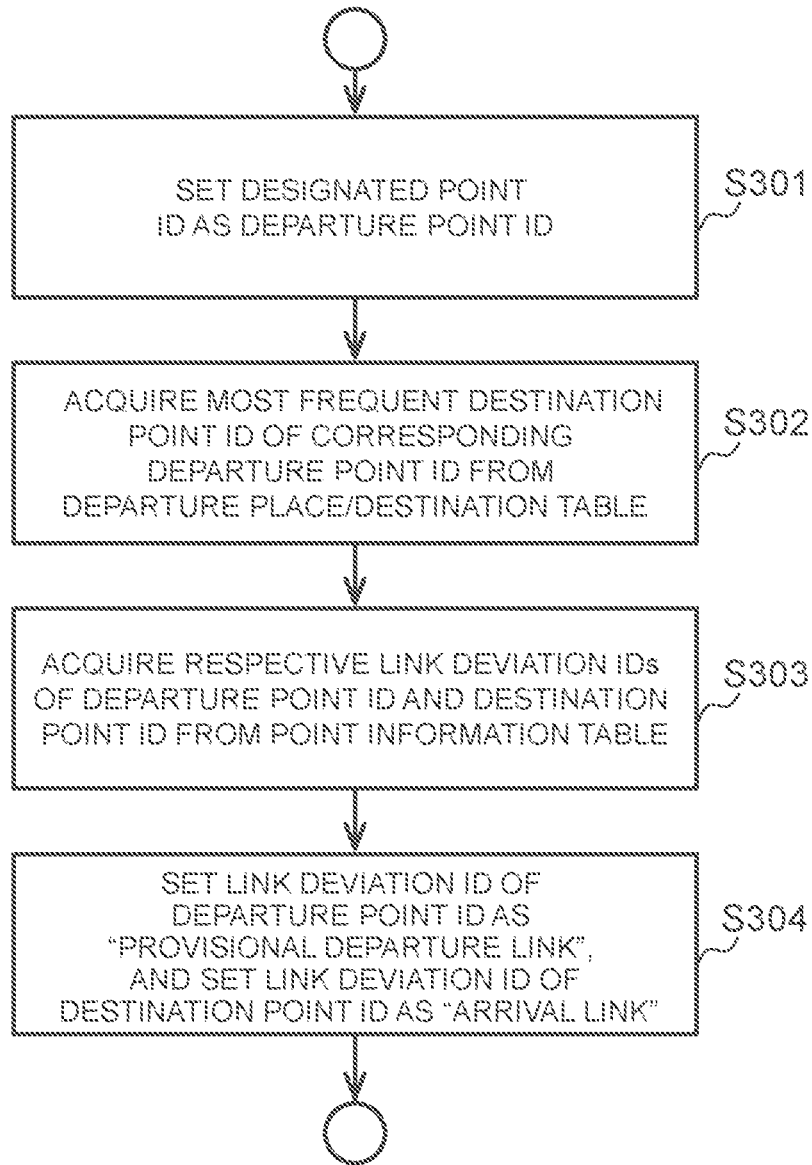 SET DESIGNATED POINT
ID AS DEPARTURE POINT ID
S301
ACQUIRE MOST FREQUENT DESTINATION
POINT ID OF CORRESPONDING
DEPARTURE POINT ID FROM
DEPARTURE PLACE/DESTINATION TABLE
S302
ACQUIRE RESPECTIVE LINK DEVIATION IDs
OF DEPARTURE POINT ID AND DESTINATION
POINT ID FROM POINT INFORMATION TABLE
S303
SET LINK DEVIATION ID OF
DEPARTURE POINT ID AS
“PROVISIONAL DEPARTURE LINK”,
AND SET LINK DEVIATION ID OF
DESTINATION POINT ID AS “ARRIVAL LINK”
S304